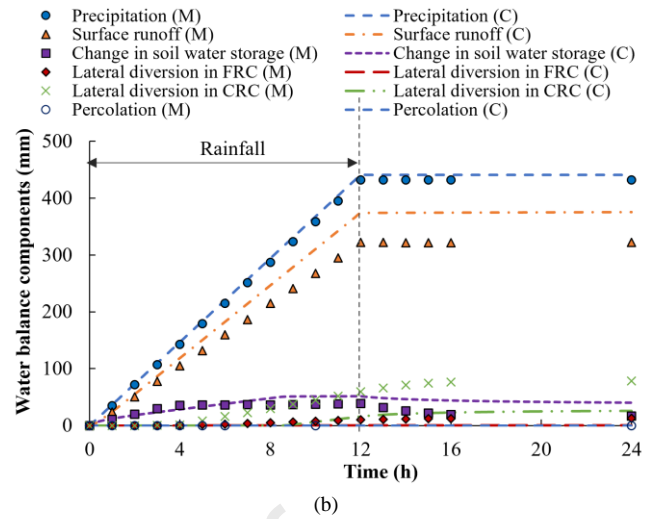 Precipitation (M) Precipitation (C)
Surface runoff (M) Surface runoff (C)
Change in soil water storage (M) Change in soil water storage (C)
Lateral diversion in FRC (M) Lateral diversion in FRC (C)
Lateral diversion in CRC (M) Lateral diversion in CRC (C)
Percolation (M) Percolation (C)
Water balance components (mm)
500
Rainfall
400
300
200
100
0
0 4 8 12 16 20 24
Time (h)
(b)